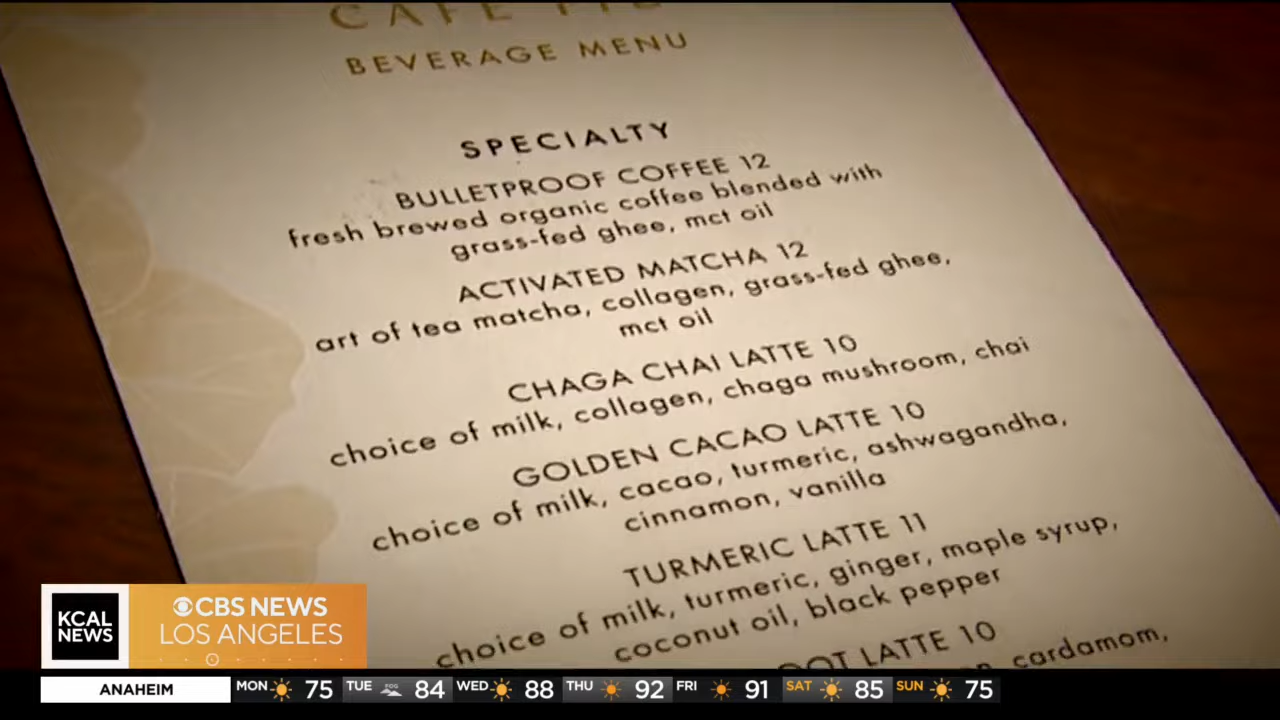 CAFE
BEVERAGE MENU
SPECIALTY
BULLETPROOF COFFEE 12
fresh brewed organic coffee blended with
grass-fed ghee, mct oil
ACTIVATED MATCHA 12
art of tea matcha, collagen, grass-fed ghee,
mct oil
CHAGA CHAI LATTE 10
choice of milk, collagen, chaga mushroom, chai
GOLDEN CACAO LATTE 10
choice of milk, cacao, turmeric, ashwagandha,
cinnamon, vanilla
TURMERIC LATTE 11
choice of milk, turmeric, ginger, maple syrup,
coconut oil, black pepper
LATTE 10
cardamom,
KCAL
NEWS
CBS NEWS
LOS ANGELES
ANAHEIM MON 75 TUE FOG 84 WED 88 THU 92 FRI 91 SAT 85 SUN 75